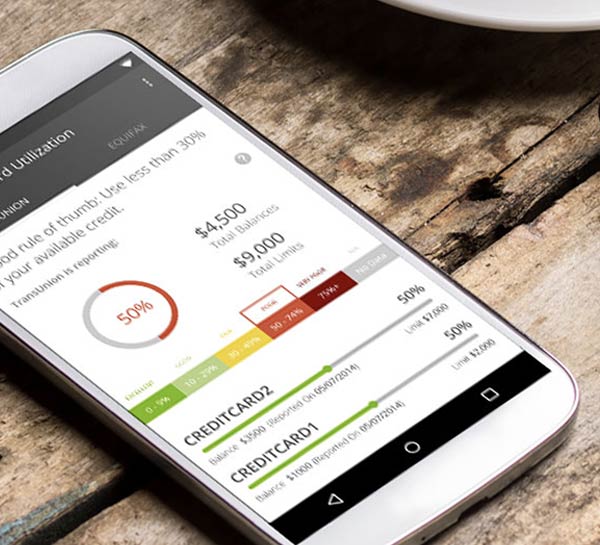 rd Utilization
UNION
EQUIFAX
ood rule of thumb: Use less than 30%
your available credit.
TransUnion is reporting:
50%
$4,500
Total Balances
$9,000
Total Limits
?
EXCELLENT
GOOD
FAIR
POOR
VERY POOR
N/A
0 - 9%
10 - 29%
30 - 49%
50 - 74%
75%+
No Data
CREDITCARD2
50%
Balance $3500 (Reported On 05/07/2014)
Limit $7,000
CREDITCARD1
50%
Balance $1000 (Reported On 05/07/2014)
Limit $2,000